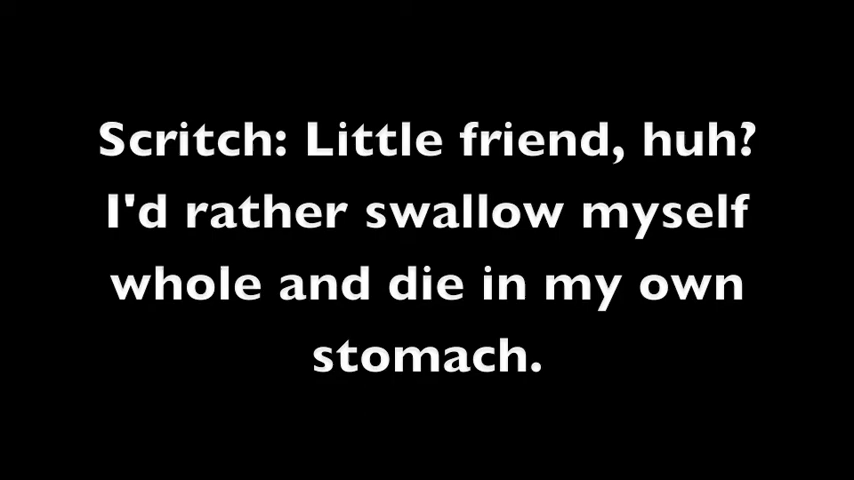 Scritch: Little friend, huh?
I'd rather swallow myself
whole and die in my own
stomach.